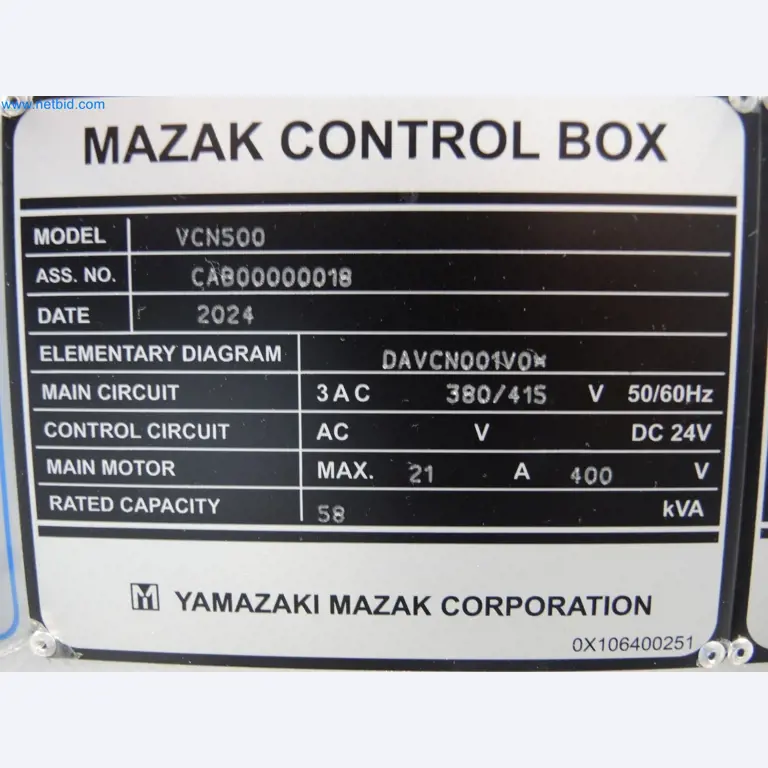 www.netbid.com
MAZAK CONTROL BOX
MODEL VCN500
ASS. NO. CAB00000018
DATE 2024
ELEMENTARY DIAGRAM DAVCN001V0*
MAIN CIRCUIT 3AC 380/415 V 50/60Hz
CONTROL CIRCUIT AC V DC 24V
MAIN MOTOR MAX. 21 A 400 V
RATED CAPACITY 58 kVA
M YAMAZAKI MAZAK CORPORATION
0X106400251